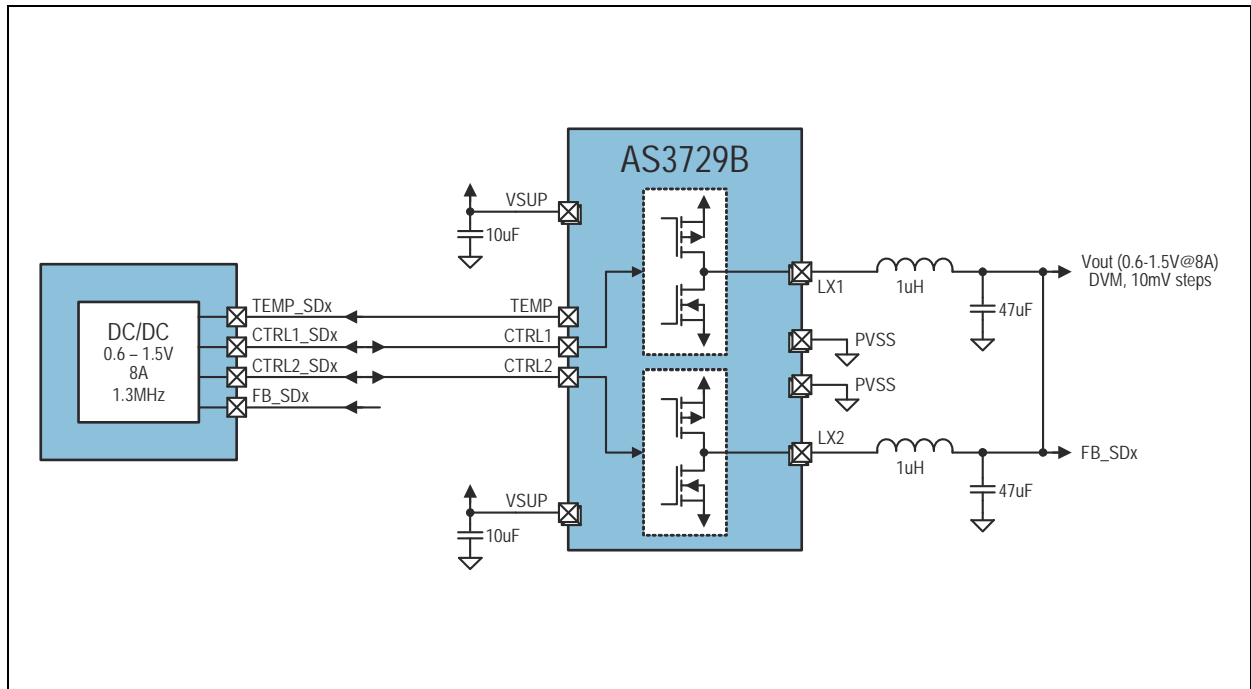 AS3729B
VSUP
10uF
DC/DC
0.6 – 1.5V
8A
1.3MHz
TEMP_SDx
CTRL1_SDx
CTRL2_SDx
FB_SDx
TEMP
CTRL1
CTRL2
VSUP
10uF
LX1
1uH
47uF
Vout (0.6-1.5V@8A)
DVM, 10mV steps
PVSS
PVSS
LX2
1uH
47uF
FB_SDx